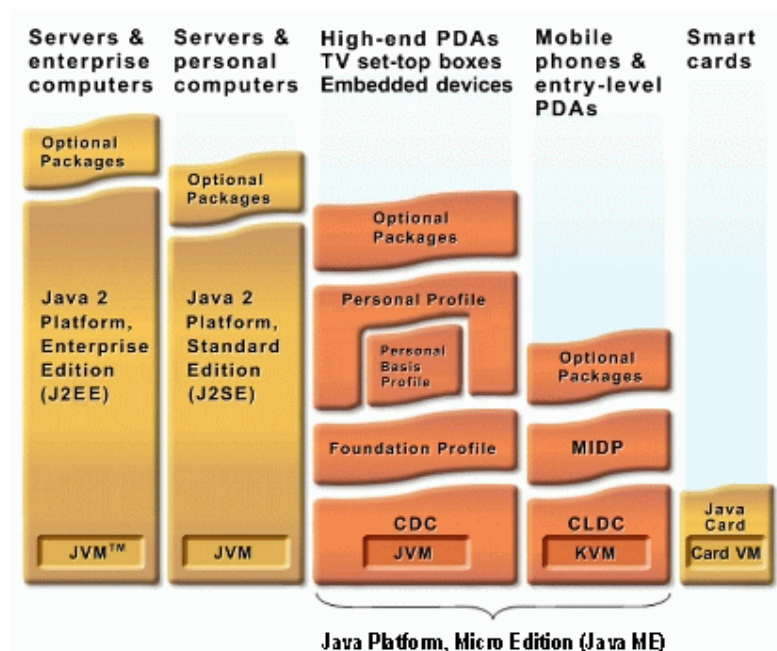 Servers &
enterprise
computers
Servers &
personal
computers
High-end PDAs
TV set-top boxes
Embedded devices
Mobile
phones &
entry-level
PDAs
Smart
cards
Optional
Packages
Java 2
Platform,
Enterprise
Edition
(J2EE)
JVM™
Optional
Packages
Java 2
Platform,
Standard
Edition
(J2SE)
JVM
Optional
Packages
Personal Profile
Personal
Basis
Profile
Foundation Profile
CDC
JVM
Optional
Packages
MIDP
CLDC
KVM
Java
Card
Card VM
Java Platform, Micro Edition (Java ME)